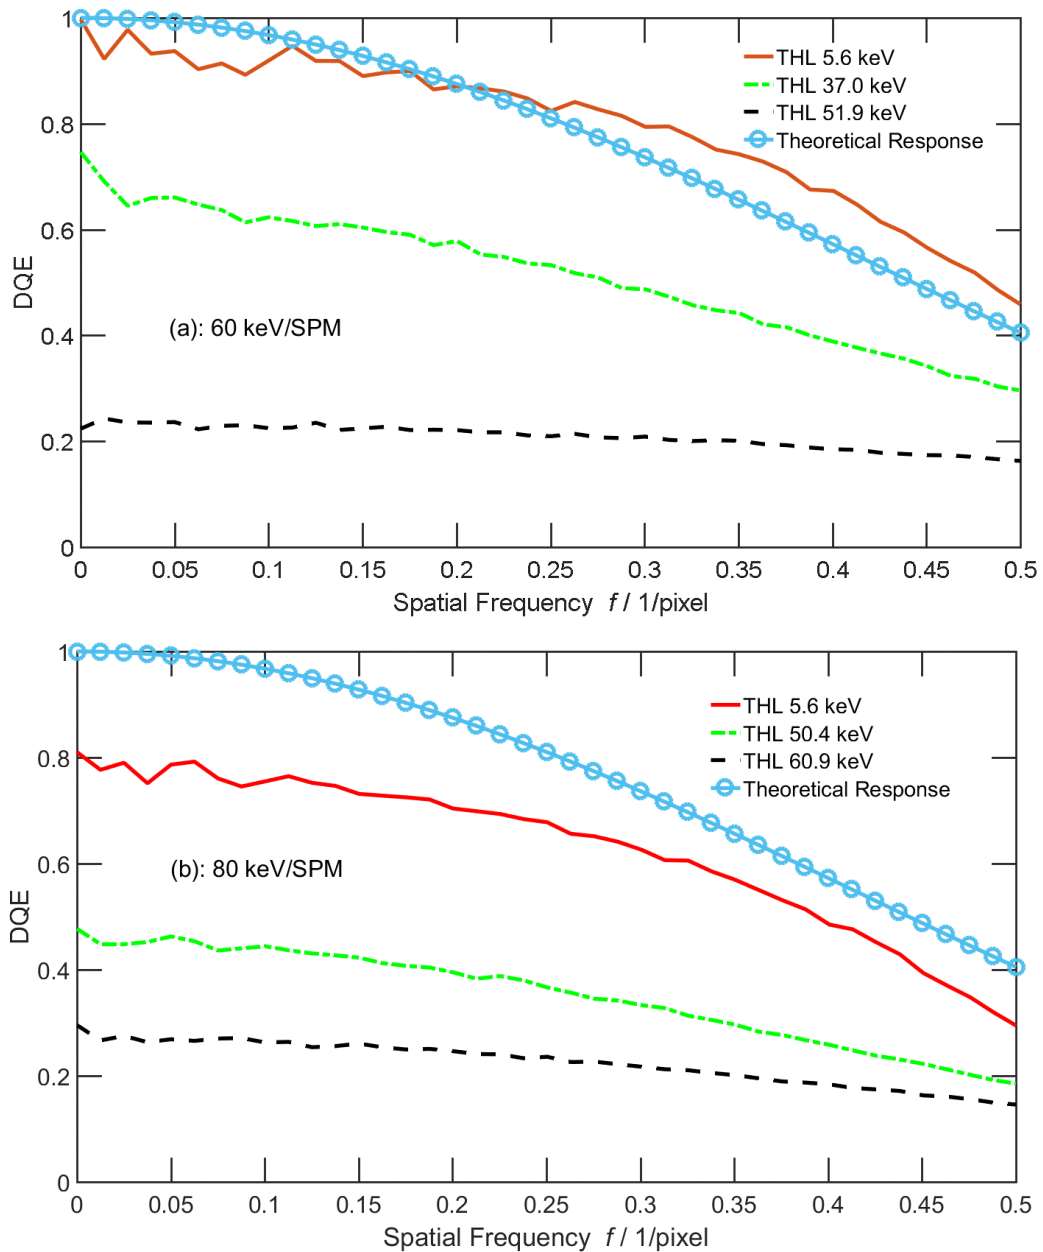 1
0.8
0.6
0.4
0.2
0
DQE
THL 5.6 keV
THL 37.0 keV
THL 51.9 keV
Theoretical Response
(a): 60 keV/SPM
0 0.05 0.1 0.15 0.2 0.25 0.3 0.35 0.4 0.45 0.5
Spatial Frequency f / 1/pixel
1
0.8
0.6
0.4
0.2
0
DQE
THL 5.6 keV
THL 50.4 keV
THL 60.9 keV
Theoretical Response
(b): 80 keV/SPM
0 0.05 0.1 0.15 0.2 0.25 0.3 0.35 0.4 0.45 0.5
Spatial Frequency f / 1/pixel